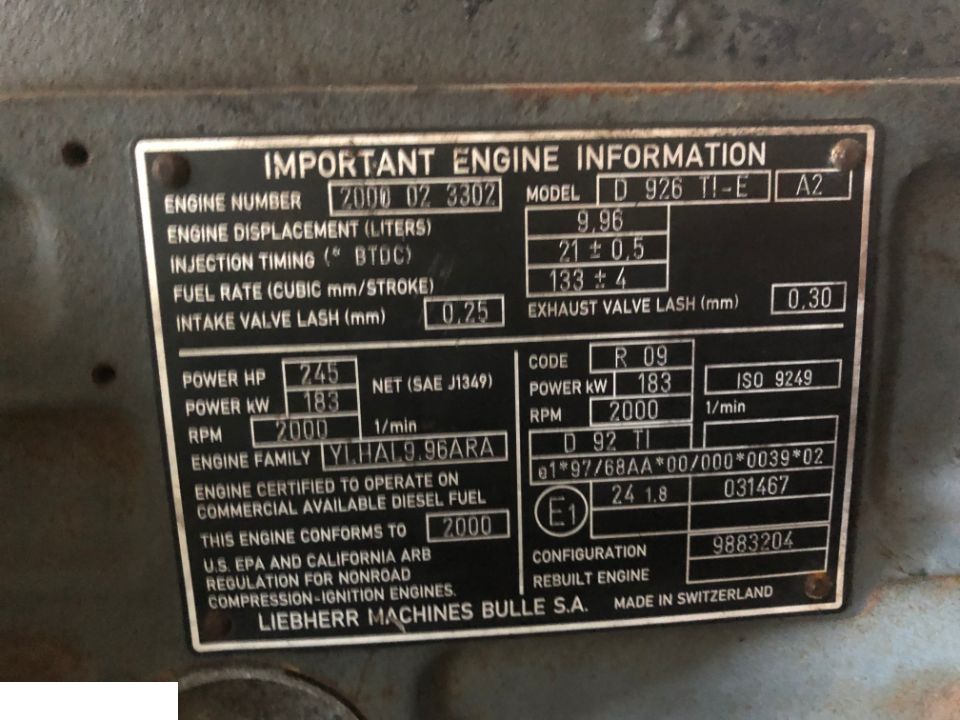 IMPORTANT ENGINE INFORMATION
ENGINE NUMBER 2000 02 3302 MODEL D 926 TI-E A2
ENGINE DISPLACEMENT (LITERS) 9,96
INJECTION TIMING (° BTDC) 21 ± 0,5
FUEL RATE (CUBIC mm/STROKE) 133 ± 4
INTAKE VALVE LASH (mm) 0,25 EXHAUST VALVE LASH (mm) 0,30
POWER HP 245 NET (SAE J1349)
POWER kW 183
RPM 2000 1/min
ENGINE FAMILY YLHAL9.96ARA
ENGINE CERTIFIED TO OPERATE ON
COMMERCIAL AVAILABLE DIESEL FUEL
THIS ENGINE CONFORMS TO 2000
U.S. EPA AND CALIFORNIA ARB
REGULATION FOR NONROAD
COMPRESSION-IGNITION ENGINES.
CODE R 09
POWER kW 183 ISO 9249
RPM 2000 1/min
D 92 TI
e1*97/68AA*00/000*0039*02
E1 24 1.8 031467
CONFIGURATION 9883204
REBUILT ENGINE
LIEBHERR MACHINES BULLE S.A. MADE IN SWITZERLAND